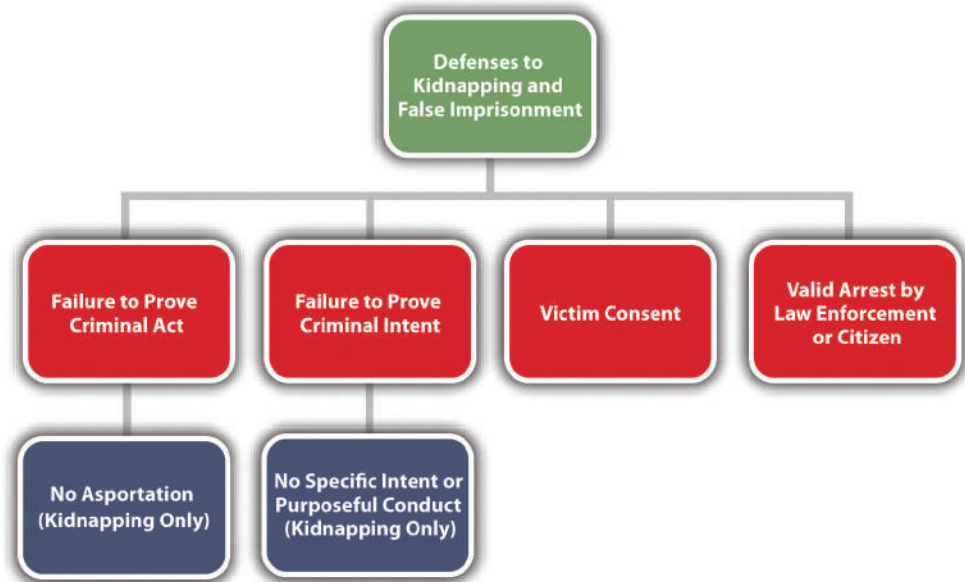 Defenses to
Kidnapping and
False Imprisonment
Failure to Prove
Criminal Act
Failure to Prove
Criminal Intent
Victim Consent
Valid Arrest by
Law Enforcement
or Citizen
No Asportation
(Kidnapping Only)
No Specific Intent or
Purposeful Conduct
(Kidnapping Only)